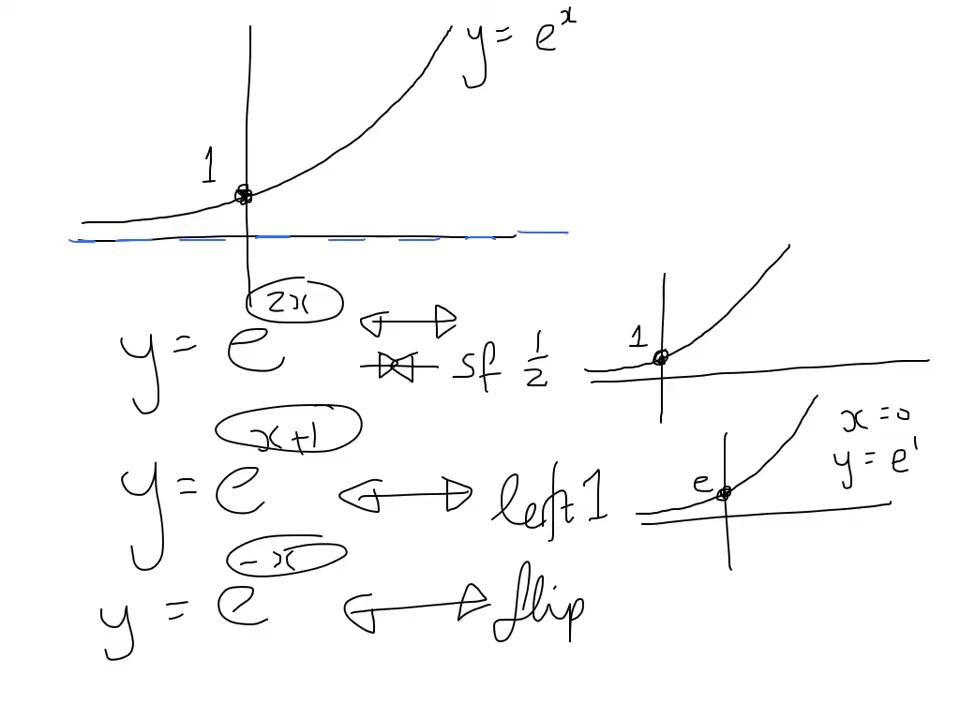 y = e^x
1
y = e^{2x} sf 1/2
1
y = e^{x+1} left 1
e
x = 0
y = e^1
y = e^{-x} flip